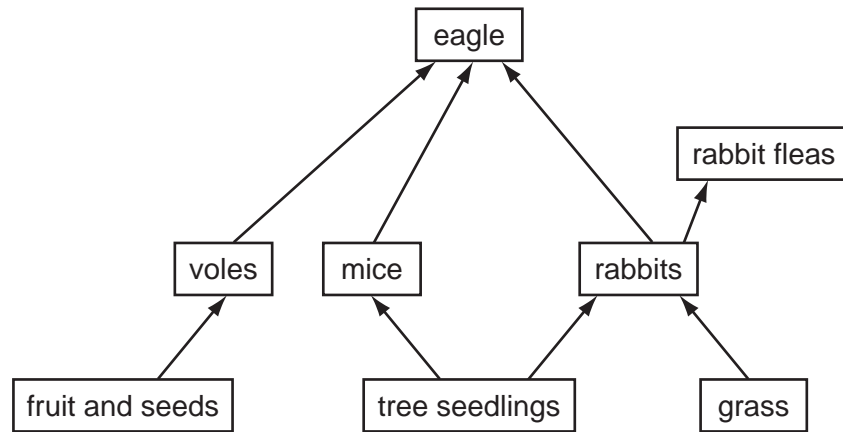 eagle
rabbit fleas
voles
mice
rabbits
fruit and seeds
tree seedlings
grass